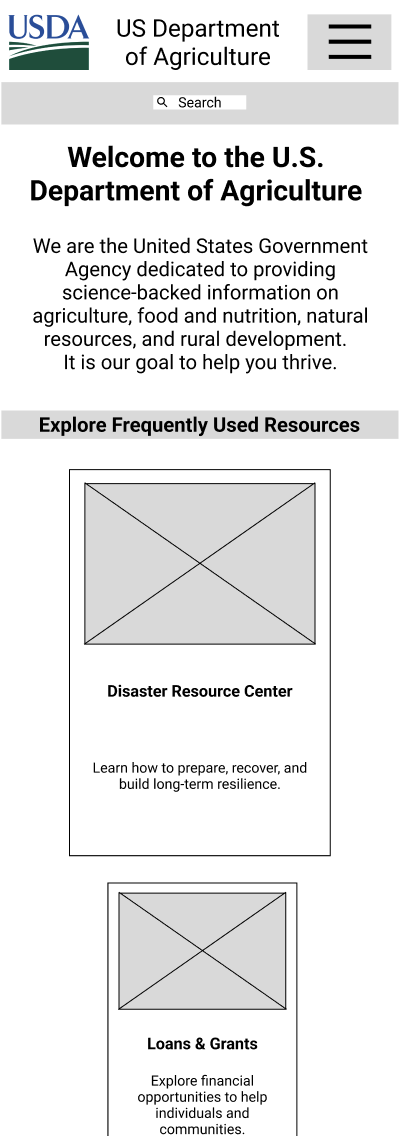 USDA
US Department
of Agriculture
Search
Welcome to the U.S.
Department of Agriculture
We are the United States Government
Agency dedicated to providing
science-backed information on
agriculture, food and nutrition, natural
resources, and rural development.
It is our goal to help you thrive.
Explore Frequently Used Resources
Disaster Resource Center
Learn how to prepare, recover, and
build long-term resilience.
Loans & Grants
Explore financial
opportunities to help
individuals and
communities.